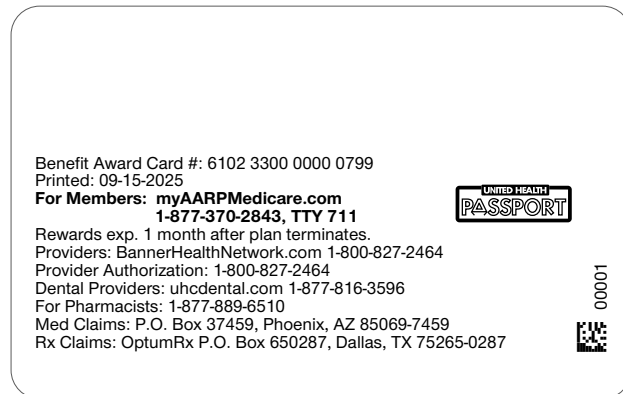 Benefit Award Card #: 6102 3300 0000 0799
Printed: 09-15-2025
For Members: myAARPMedicare.com
1-877-370-2843, TTY 711
UNITED HEALTH
PASSPORT
Rewards exp. 1 month after plan terminates.
Providers: BannerHealthNetwork.com 1-800-827-2464
Provider Authorization: 1-800-827-2464
Dental Providers: uhcdental.com 1-877-816-3596
For Pharmacists: 1-877-889-6510
Med Claims: P.O. Box 37459, Phoenix, AZ 85069-7459
Rx Claims: OptumRx P.O. Box 650287, Dallas, TX 75265-0287
00001